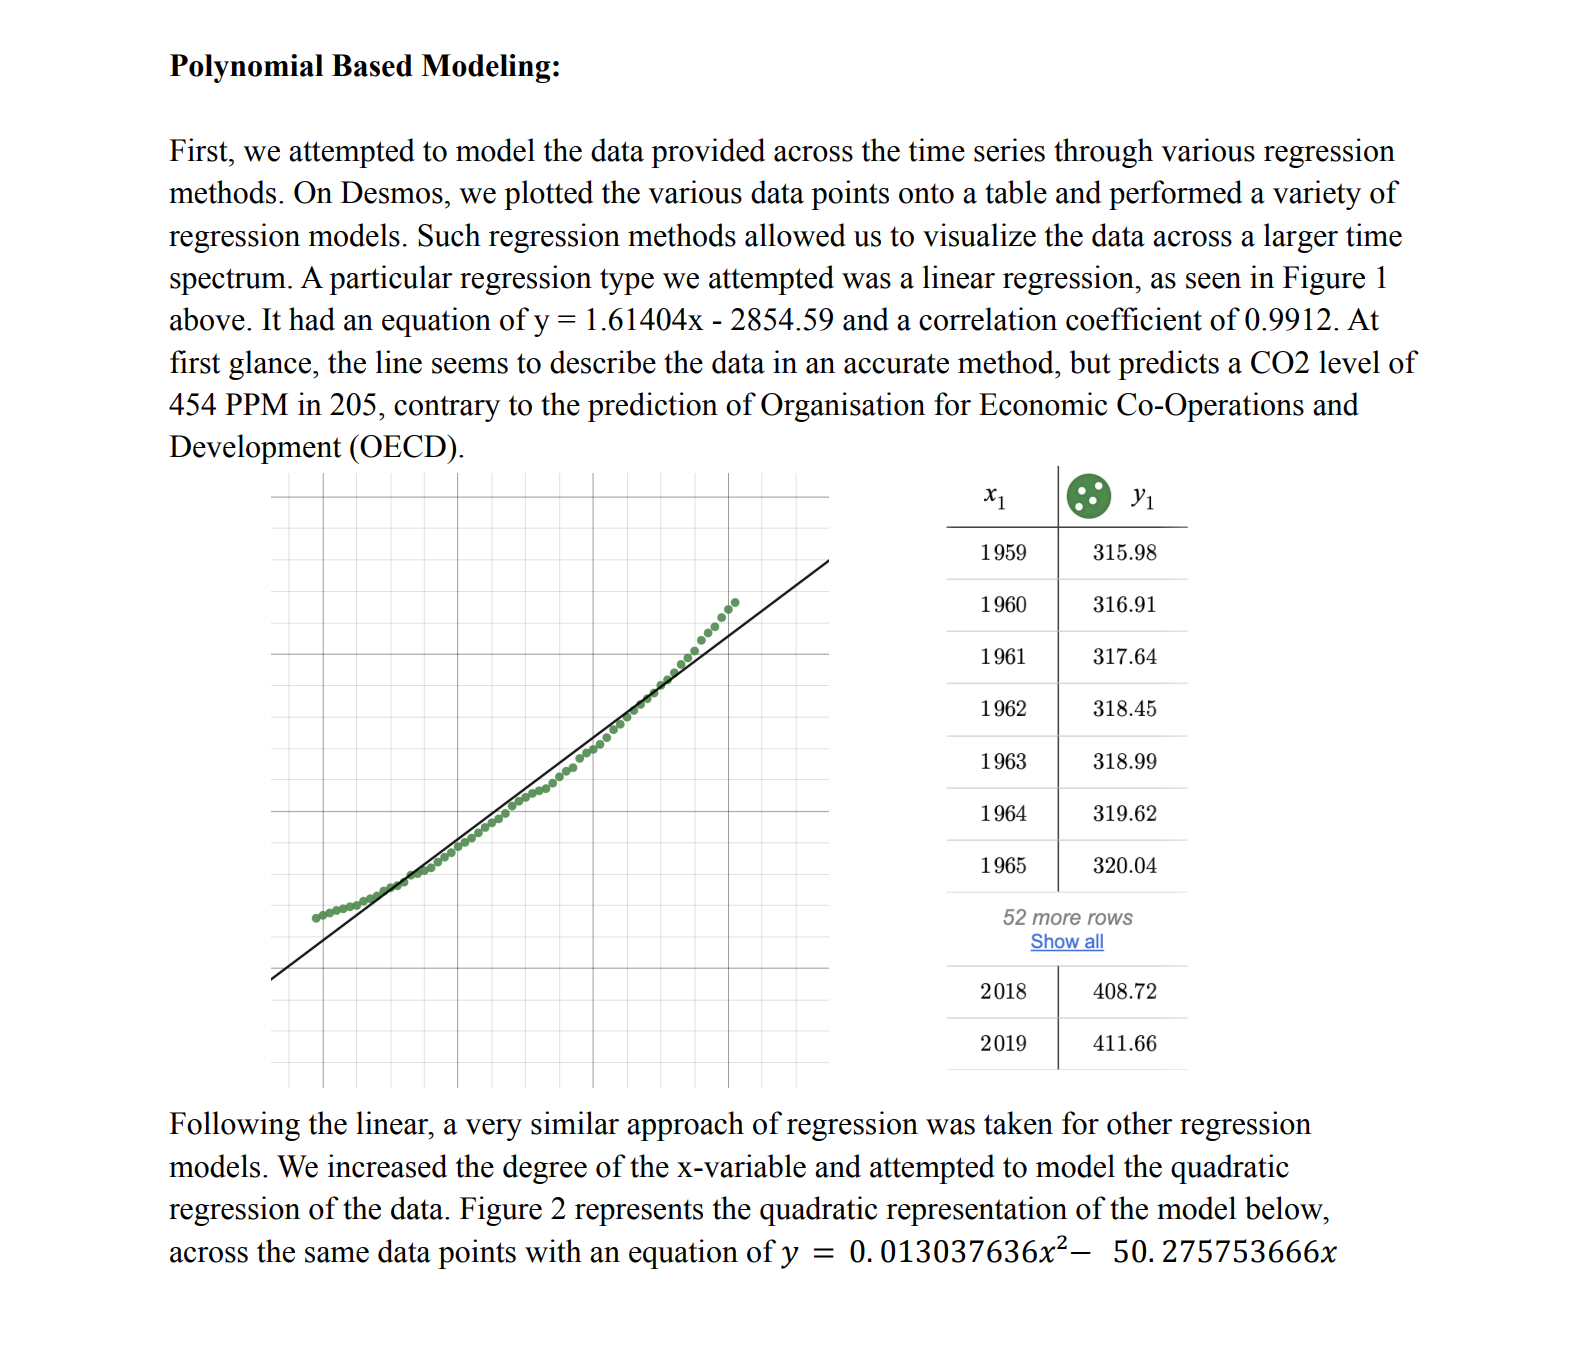 Polynomial Based Modeling:
First, we attempted to model the data provided across the time series through various regression
methods. On Desmos, we plotted the various data points onto a table and performed a variety of
regression models. Such regression methods allowed us to visualize the data across a larger time
spectrum. A particular regression type we attempted was a linear regression, as seen in Figure 1
above. It had an equation of y = 1.61404x - 2854.59 and a correlation coefficient of 0.9912. At
first glance, the line seems to describe the data in an accurate method, but predicts a CO2 level of
454 PPM in 205, contrary to the prediction of Organisation for Economic Co-Operations and
Development (OECD).
x₁ y₁
1959 315.98
1960 316.91
1961 317.64
1962 318.45
1963 318.99
1964 319.62
1965 320.04
52 more rows
Show all
2018 408.72
2019 411.66
Following the linear, a very similar approach of regression was taken for other regression
models. We increased the degree of the x-variable and attempted to model the quadratic
regression of the data. Figure 2 represents the quadratic representation of the model below,
across the same data points with an equation of y = 0.013037636x² − 50.275753666x